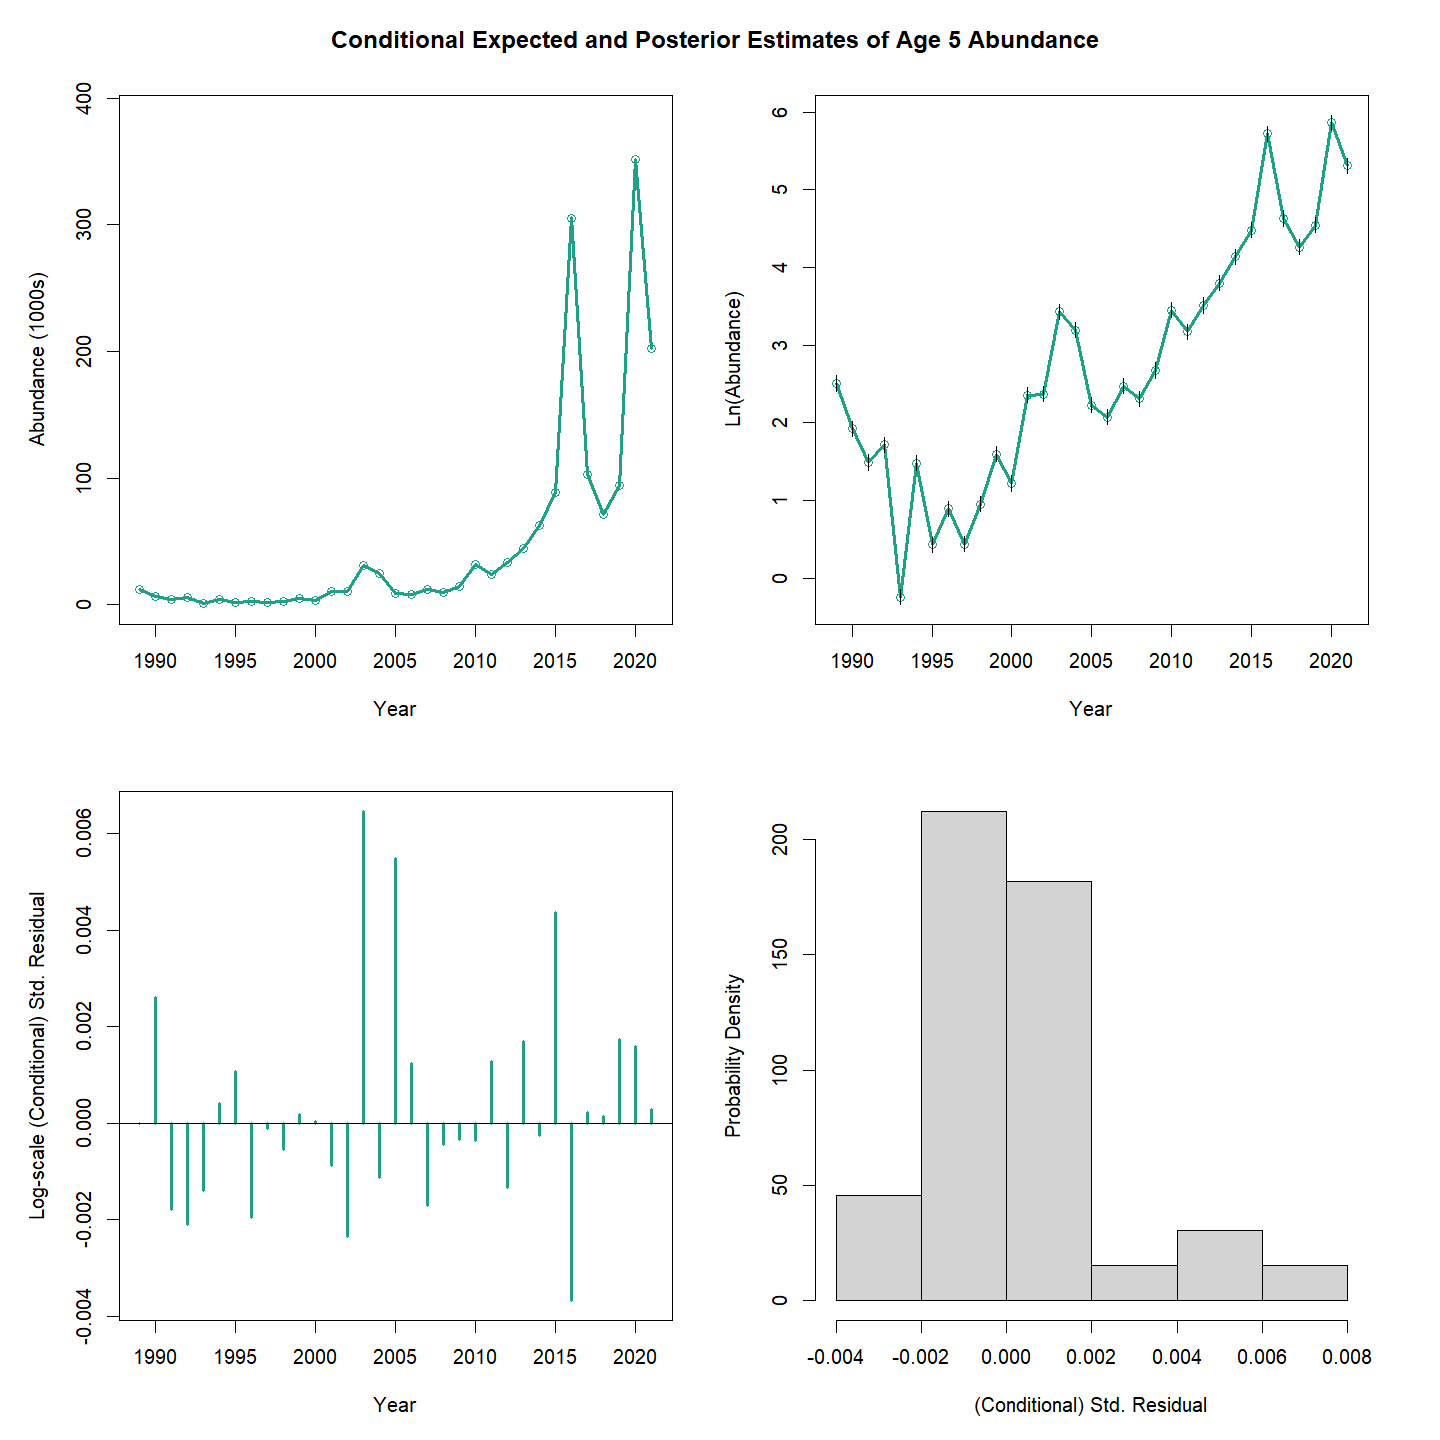 Conditional Expected and Posterior Estimates of Age 5 Abundance
Abundance (1000s)
400
300
200
100
0
1990 1995 2000 2005 2010 2015 2020
Year
Ln(Abundance)
6
5
4
3
2
1
0
1990 1995 2000 2005 2010 2015 2020
Year
Log-scale (Conditional) Std. Residual
0.006
0.004
0.002
0.000
-0.002
-0.004
1990 1995 2000 2005 2010 2015 2020
Year
Probability Density
200
150
100
50
0
-0.004 -0.002 0.000 0.002 0.004 0.006 0.008
(Conditional) Std. Residual